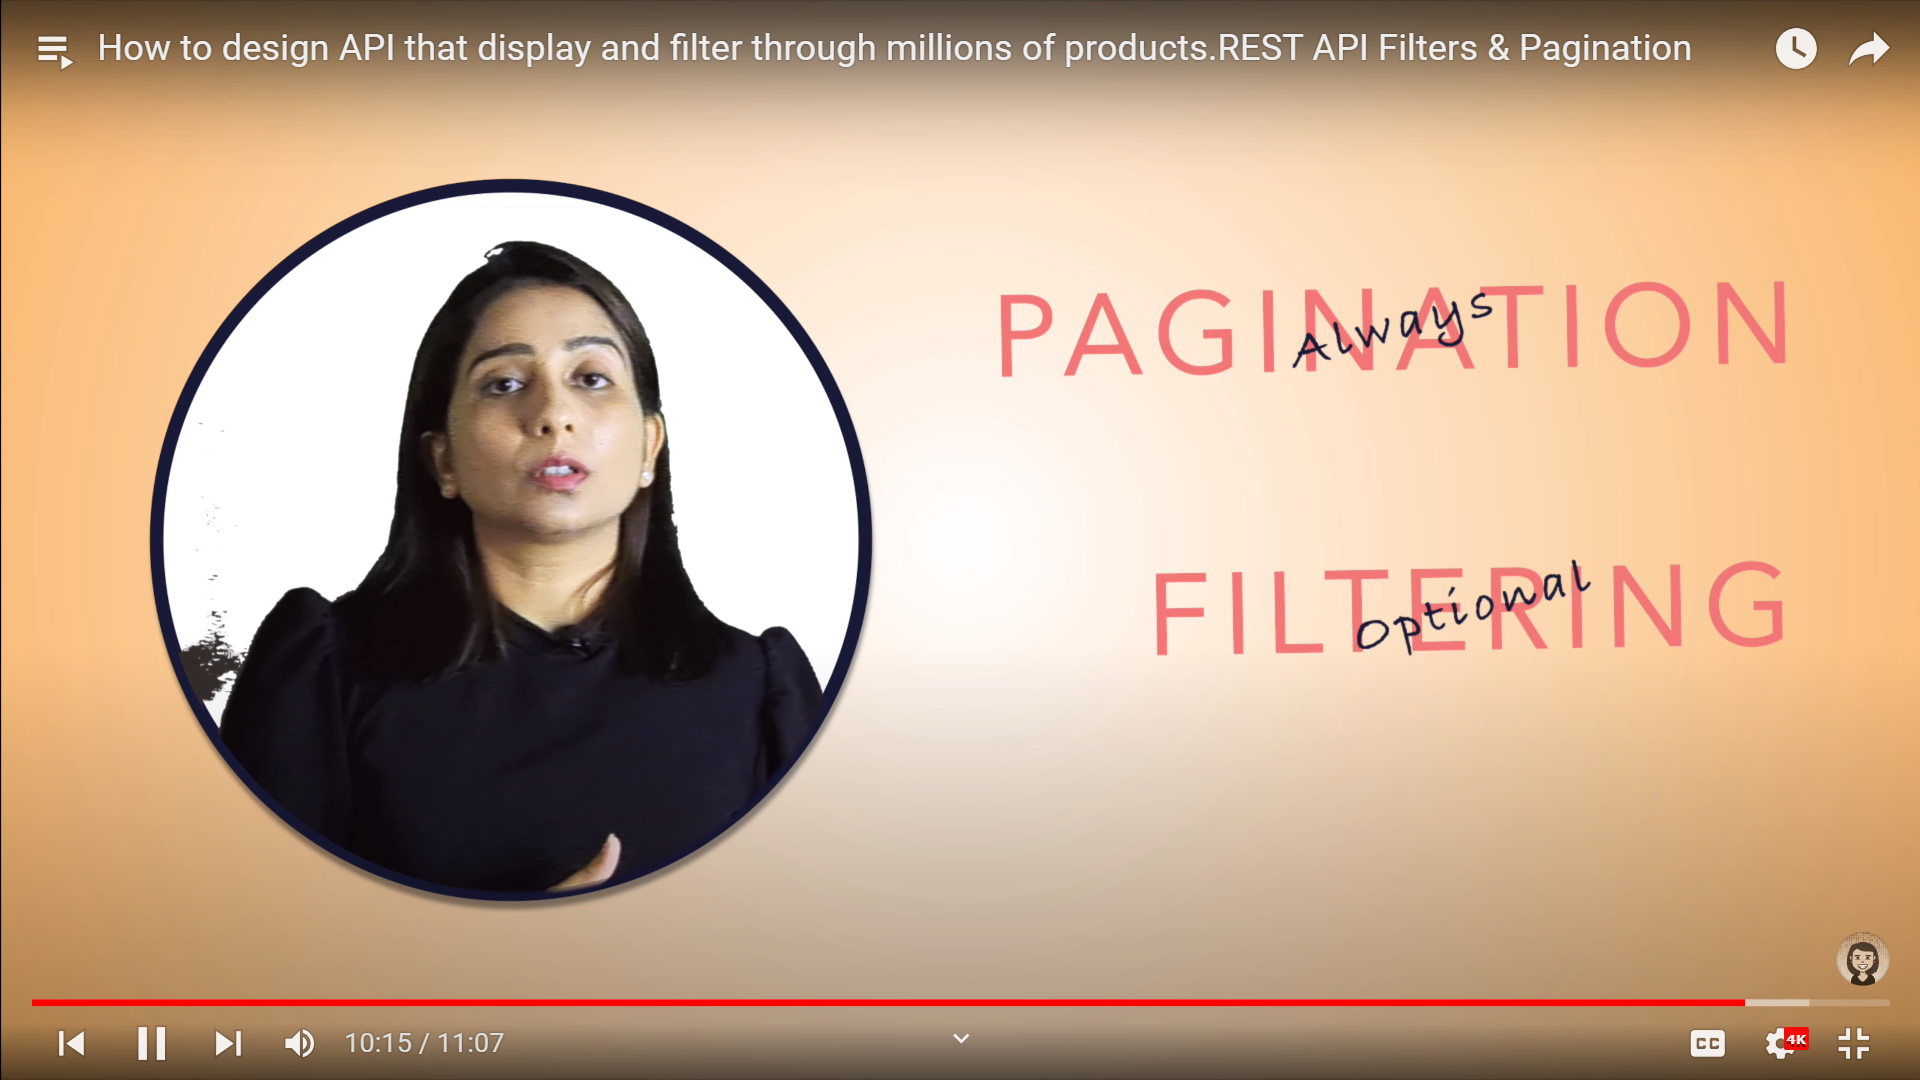 How to design API that display and filter through millions of products.REST API Filters & Pagination
PAGINATION
Always
FILTERING
Optional
10:15 / 11:07
CC
4K